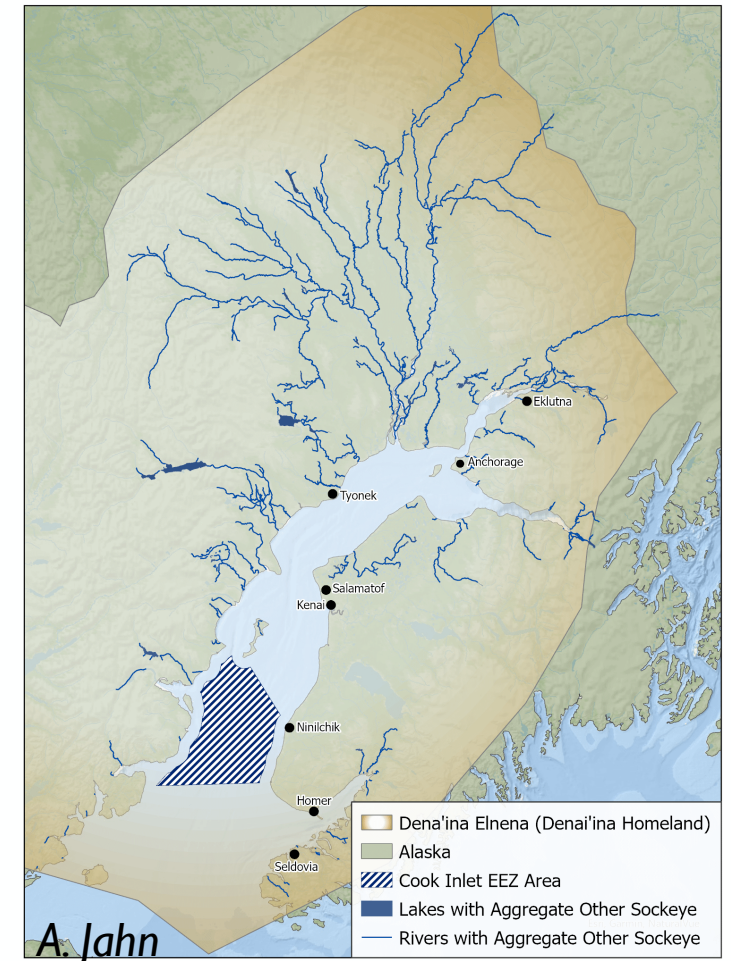 Eklutna
Anchorage
Tyonek
Salamatof
Kenai
Ninilchik
Homer
Seldovia
Dena'ina Elnena (Denai'ina Homeland)
Alaska
Cook Inlet EEZ Area
Lakes with Aggregate Other Sockeye
Rivers with Aggregate Other Sockeye
A. Jahn